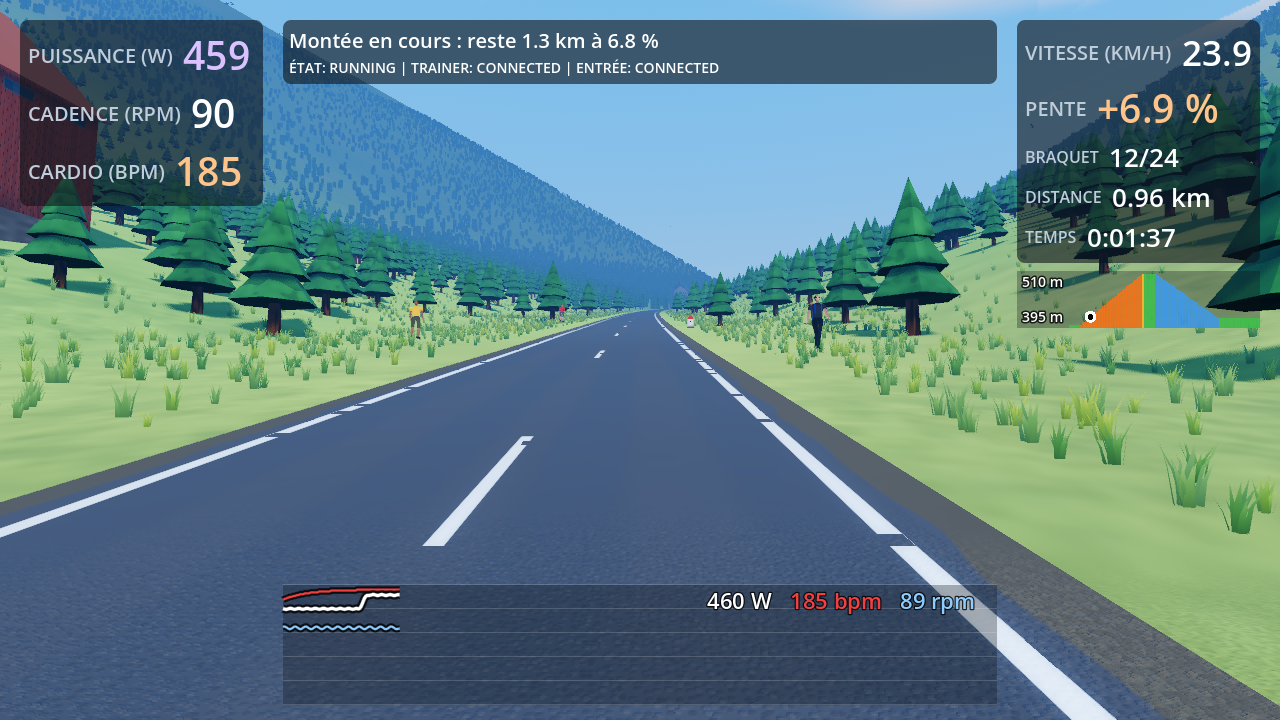 PUISSANCE (W) 459
CADENCE (RPM) 90
CARDIO (BPM) 185
Montée en cours : reste 1.3 km à 6.8 %
ÉTAT: RUNNING | TRAINER: CONNECTED | ENTRÉE: CONNECTED
VITESSE (KM/H) 23.9
PENTE +6.9 %
BRAQUET 12/24
DISTANCE 0.96 km
TEMPS 0:01:37
510 m
395 m
460 W 185 bpm 89 rpm